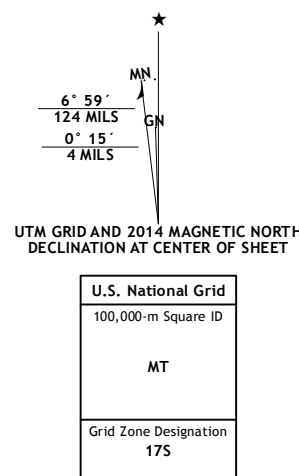 ★
MN
6° 59´
124 MILS
GN
0° 15´
4 MILS
UTM GRID AND 2014 MAGNETIC NORTH
DECLINATION AT CENTER OF SHEET
U.S. National Grid
100,000-m Square ID
MT
Grid Zone Designation
17S